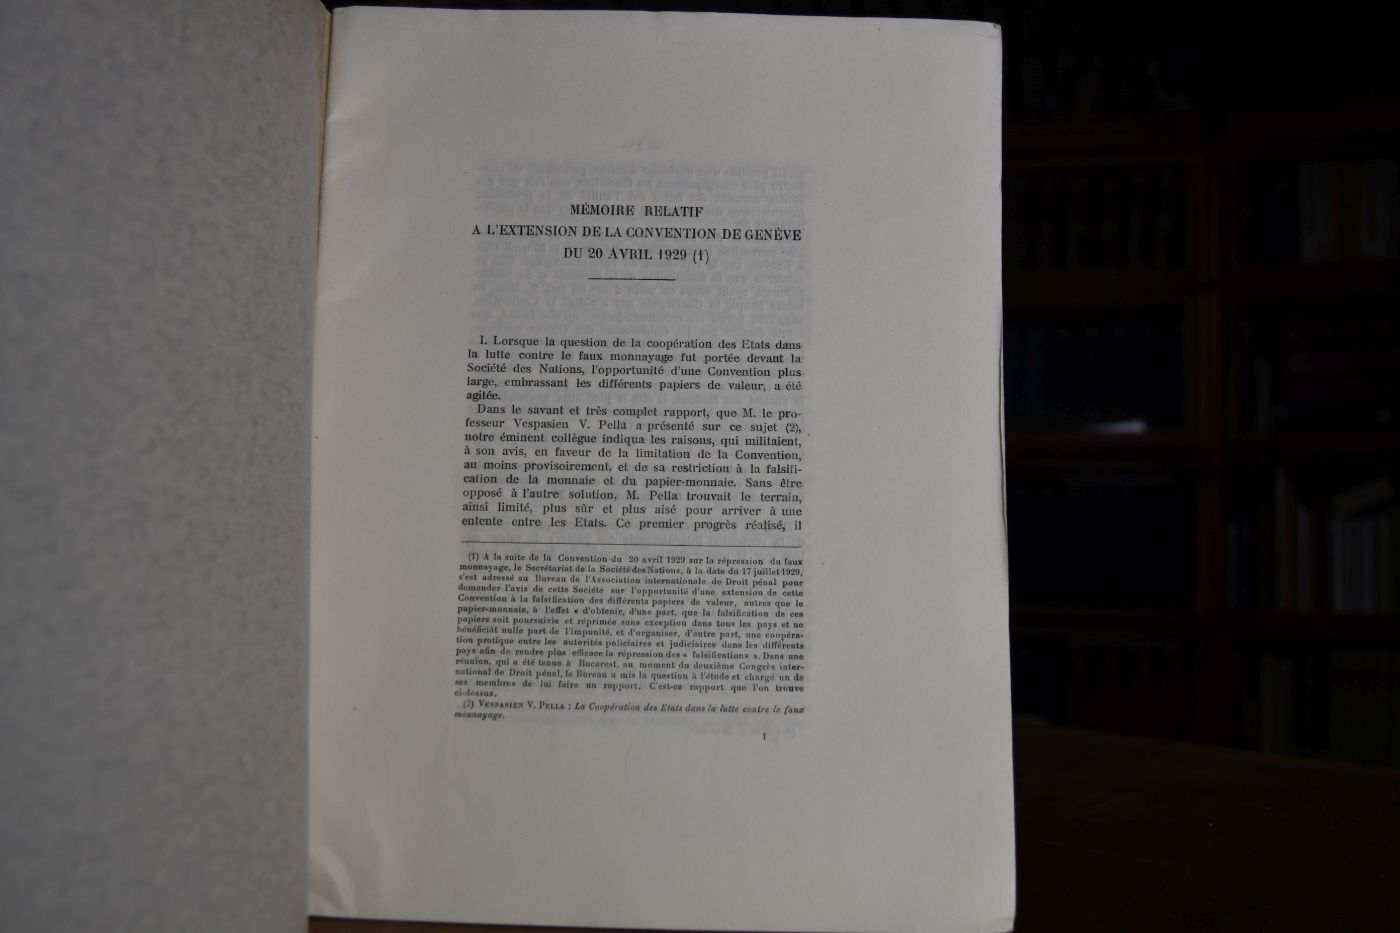 MÉMOIRE RELATIF
A L'EXTENSION DE LA CONVENTION DE GENÈVE
DU 20 AVRIL 1929 (1)
I. Lorsque la question de la coopération des Etats dans
la lutte contre le faux monnayage fut portée devant la
Société des Nations, l'opportunité d'une Convention plus
large, embrassant les différents papiers de valeur, a été
agitée.
Dans le savant et très complet rapport, que M. le pro-
fesseur Vespasien V. Pella a présenté sur ce sujet (2),
notre éminent collègue indiqua les raisons, qui militaient,
à son avis, en faveur de la limitation de la Convention,
au moins provisoirement, et de sa restriction à la falsifi-
cation de la monnaie et du papier-monnaie. Sans être
opposé à l'autre solution, M. Pella trouvait le terrain,
ainsi limité, plus sûr et plus aisé pour arriver à une
entente entre les Etats. Ce premier progrès réalisé, il
(1) A la suite de la Convention du 20 avril 1929 sur la répression du faux
monnayage, le Secrétariat de la Société des Nations, à la date du 17 juillet 1929,
s'est adressé au Bureau de l'Association internationale de Droit pénal pour
demander l'avis de cette Société sur l'opportunité d'une extension de cette
Convention à la falsification des différents papiers de valeur, autres que le
papier-monnaie, à l'effet « d'obtenir, d'une part, que la falsification de ces
papiers soit poursuivie et réprimée sans exception dans tous les pays et ne
bénéficiât nulle part de l'impunité, et d'organiser, d'autre part, une coopéra-
tion pratique entre les autorités policiaires et judiciaires dans les différents
pays afin de rendre plus efficace la répression des « falsifications ». Dans une
réunion, qui a été tenue à Bucarest, au moment du deuxième Congrès inter-
national de Droit pénal, le Bureau a mis la question à l'étude et chargé un de
ses membres de lui faire un rapport. C'est-ce rapport que l'on trouve
ci-dessus.
(2) VESPASIEN V. PELLA : La Coopération des Etats dans la lutte contre le faux
monnayage.
1